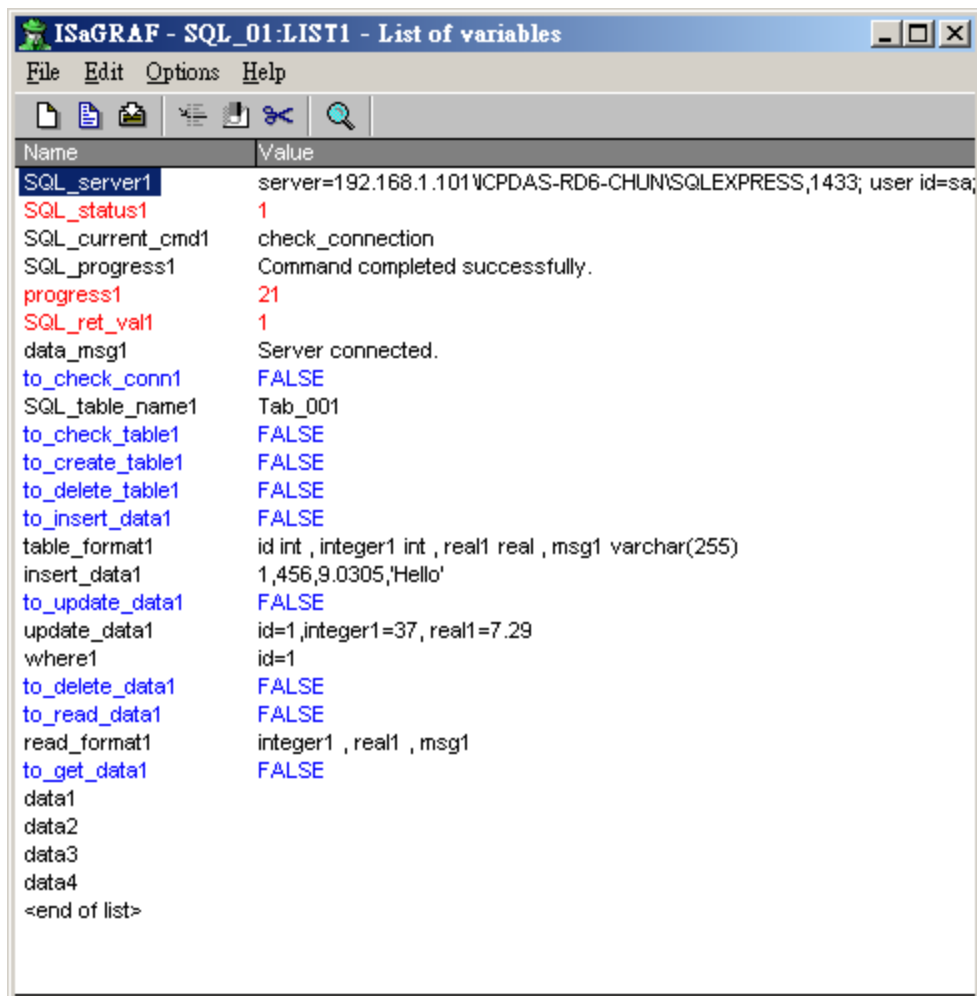 ISaGRAF - SQL_01:LIST1 - List of variables
File Edit Options Help
Name Value
SQL_server1 server=192.168.1.101\ICPDAS-RD6-CHUN\SQLEXPRESS,1433; user id=sa;
SQL_status1 1
SQL_current_cmd1 check_connection
SQL_progress1 Command completed successfully.
progress1 21
SQL_ret_val1 1
data_msg1 Server connected.
to_check_conn1 FALSE
SQL_table_name1 Tab_001
to_check_table1 FALSE
to_create_table1 FALSE
to_delete_table1 FALSE
to_insert_data1 FALSE
table_format1 id int , integer1 int , real1 real , msg1 varchar(255)
insert_data1 1,456,9.0305,'Hello'
to_update_data1 FALSE
update_data1 id=1,integer1=37, real1=7.29
where1 id=1
to_delete_data1 FALSE
to_read_data1 FALSE
read_format1 integer1 , real1 , msg1
to_get_data1 FALSE
data1
data2
data3
data4
<end of list>